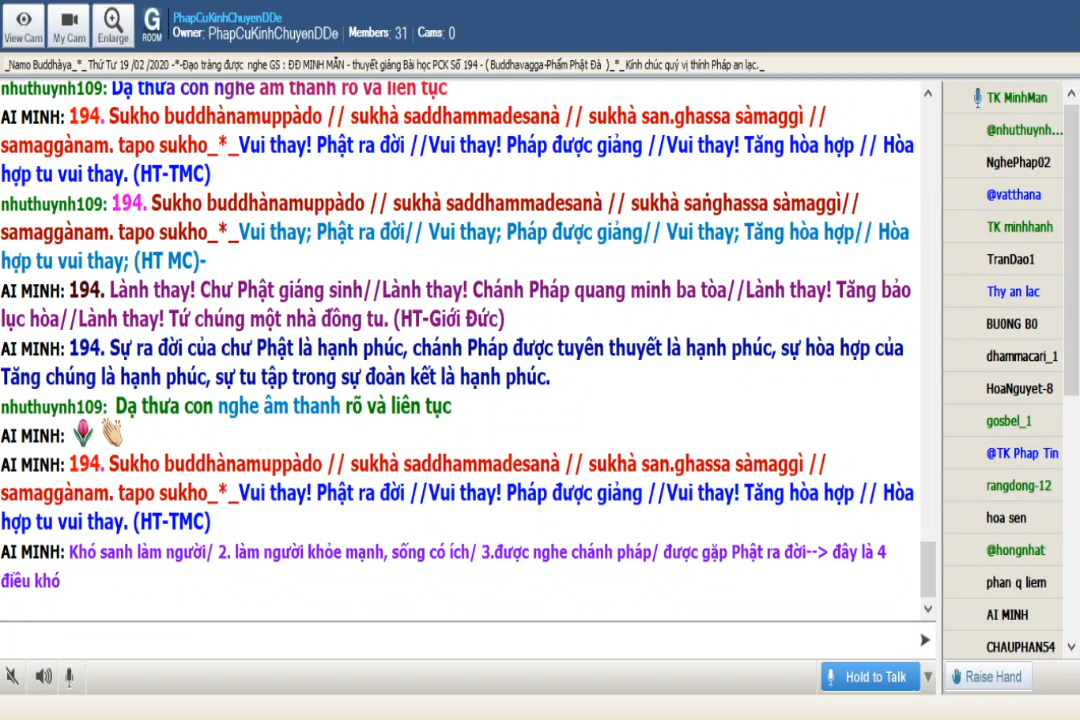 View Cam
My Cam
Enlarge
G
ROOM
PhapCuKinhChuyenDDe
Owner: PhapCuKinhChuyenDDe | Members: 31 | Cams: 0
_Namo Buddhàya_*_ Thứ Tư 19 /02 /2020 -*-Đạo tràng được nghe GS : ĐĐ MINH MẪN - thuyết giảng Bài học PCK Số 194 - ( Buddhavagga-Phẩm Phật Đà )_*_Kính chúc quý vị thính Pháp an lạc._
nhuthuynh109: Dạ thưa con nghe âm thanh rõ và liên tục
AI MINH: 194. Sukho buddhànamuppàdo // sukhà saddhammadesanà // sukhà san.ghassa sàmaggì //
samaggànam. tapo sukho_*_Vui thay! Phật ra đời //Vui thay! Pháp được giảng //Vui thay! Tăng hòa hợp // Hòa
hợp tu vui thay. (HT-TMC)
nhuthuynh109: 194. Sukho buddhànamuppàdo // sukhà saddhammadesanà // sukhà saṅghassa sàmaggì//
samaggànam. tapo sukho_*_Vui thay; Phật ra đời// Vui thay; Pháp được giảng// Vui thay; Tăng hòa hợp// Hòa
hợp tu vui thay; (HT MC)-
AI MINH: 194. Lành thay! Chư Phật giáng sinh//Lành thay! Chánh Pháp quang minh ba tòa//Lành thay! Tăng bảo
lục hòa//Lành thay! Tứ chúng một nhà đồng tu. (HT-Giới Đức)
AI MINH: 194. Sự ra đời của chư Phật là hạnh phúc, chánh Pháp được tuyên thuyết là hạnh phúc, sự hòa hợp của
Tăng chúng là hạnh phúc, sự tu tập trong sự đoàn kết là hạnh phúc.
nhuthuynh109: Dạ thưa con nghe âm thanh rõ và liên tục
AI MINH:
AI MINH: 194. Sukho buddhànamuppàdo // sukhà saddhammadesanà // sukhà san.ghassa sàmaggì //
samaggànam. tapo sukho_*_Vui thay! Phật ra đời //Vui thay! Pháp được giảng //Vui thay! Tăng hòa hợp // Hòa
hợp tu vui thay. (HT-TMC)
AI MINH: Khó sanh làm người/ 2. làm người khỏe mạnh, sống có ích/ 3.được nghe chánh pháp/ được gặp Phật ra đời--> đây là 4
điều khó
Hold to Talk
TK MinhMan
@nhuthuynh...
NghePhap02
@vatthana
TK minhhanh
TranDao1
Thy an lac
BU0NG B0
dhammacari_1
HoaNguyet-8
gosbel_1
@TK Phap Tin
rangdong-12
hoa sen
@hongnhat
phan q liem
AI MINH
CHAUPHAN54
Raise Hand